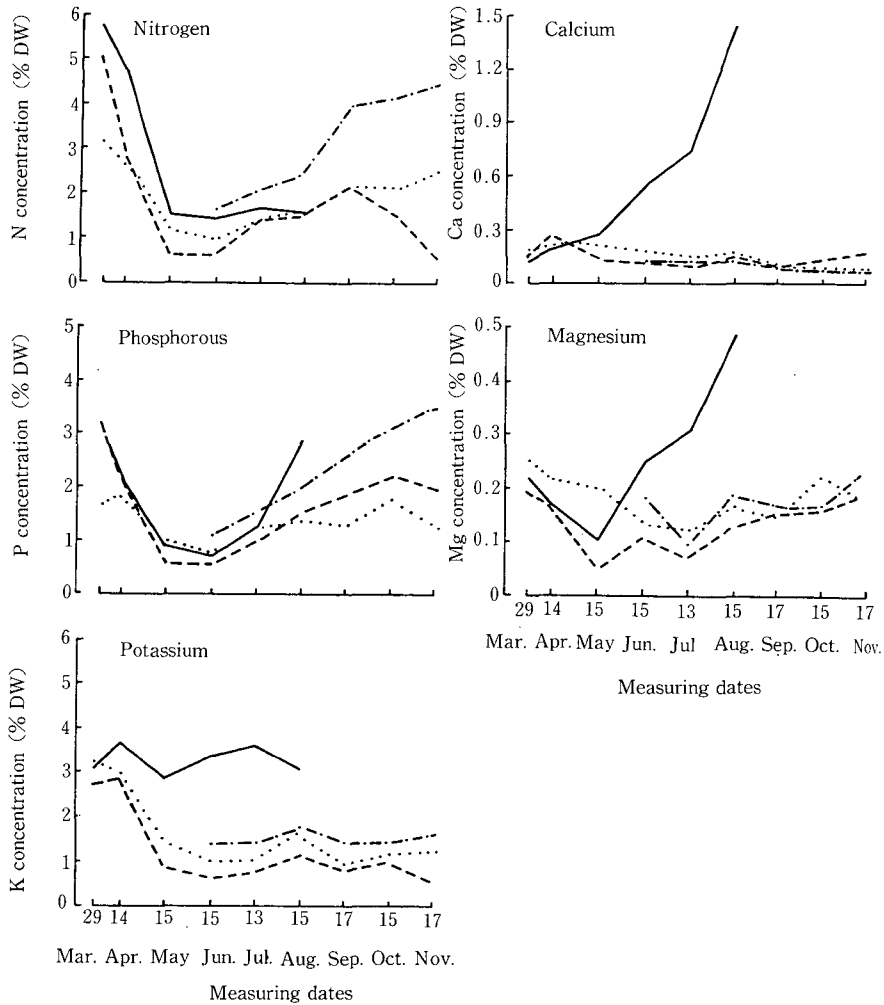 Nitrogen
N concentration (% DW)
6
5
4
3
2
1
0
Calcium
Ca concentration (% DW)
1.5
1.2
0.9
0.6
0.3
0
Phosphorous
P concentration (% DW)
5
4
3
2
1
0
Magnesium
Mg concentration (% DW)
0.5
0.4
0.3
0.2
0.1
0
29 14 15 15 13 15 17 15 17
Mar. Apr. May Jun. Jul Aug. Sep. Oct. Nov.
Measuring dates
Potassium
K concentration (% DW)
6
5
4
3
2
1
0
29 14 15 15 13 15 17 15 17
Mar. Apr. May Jun. Jul. Aug. Sep. Oct. Nov.
Measuring dates